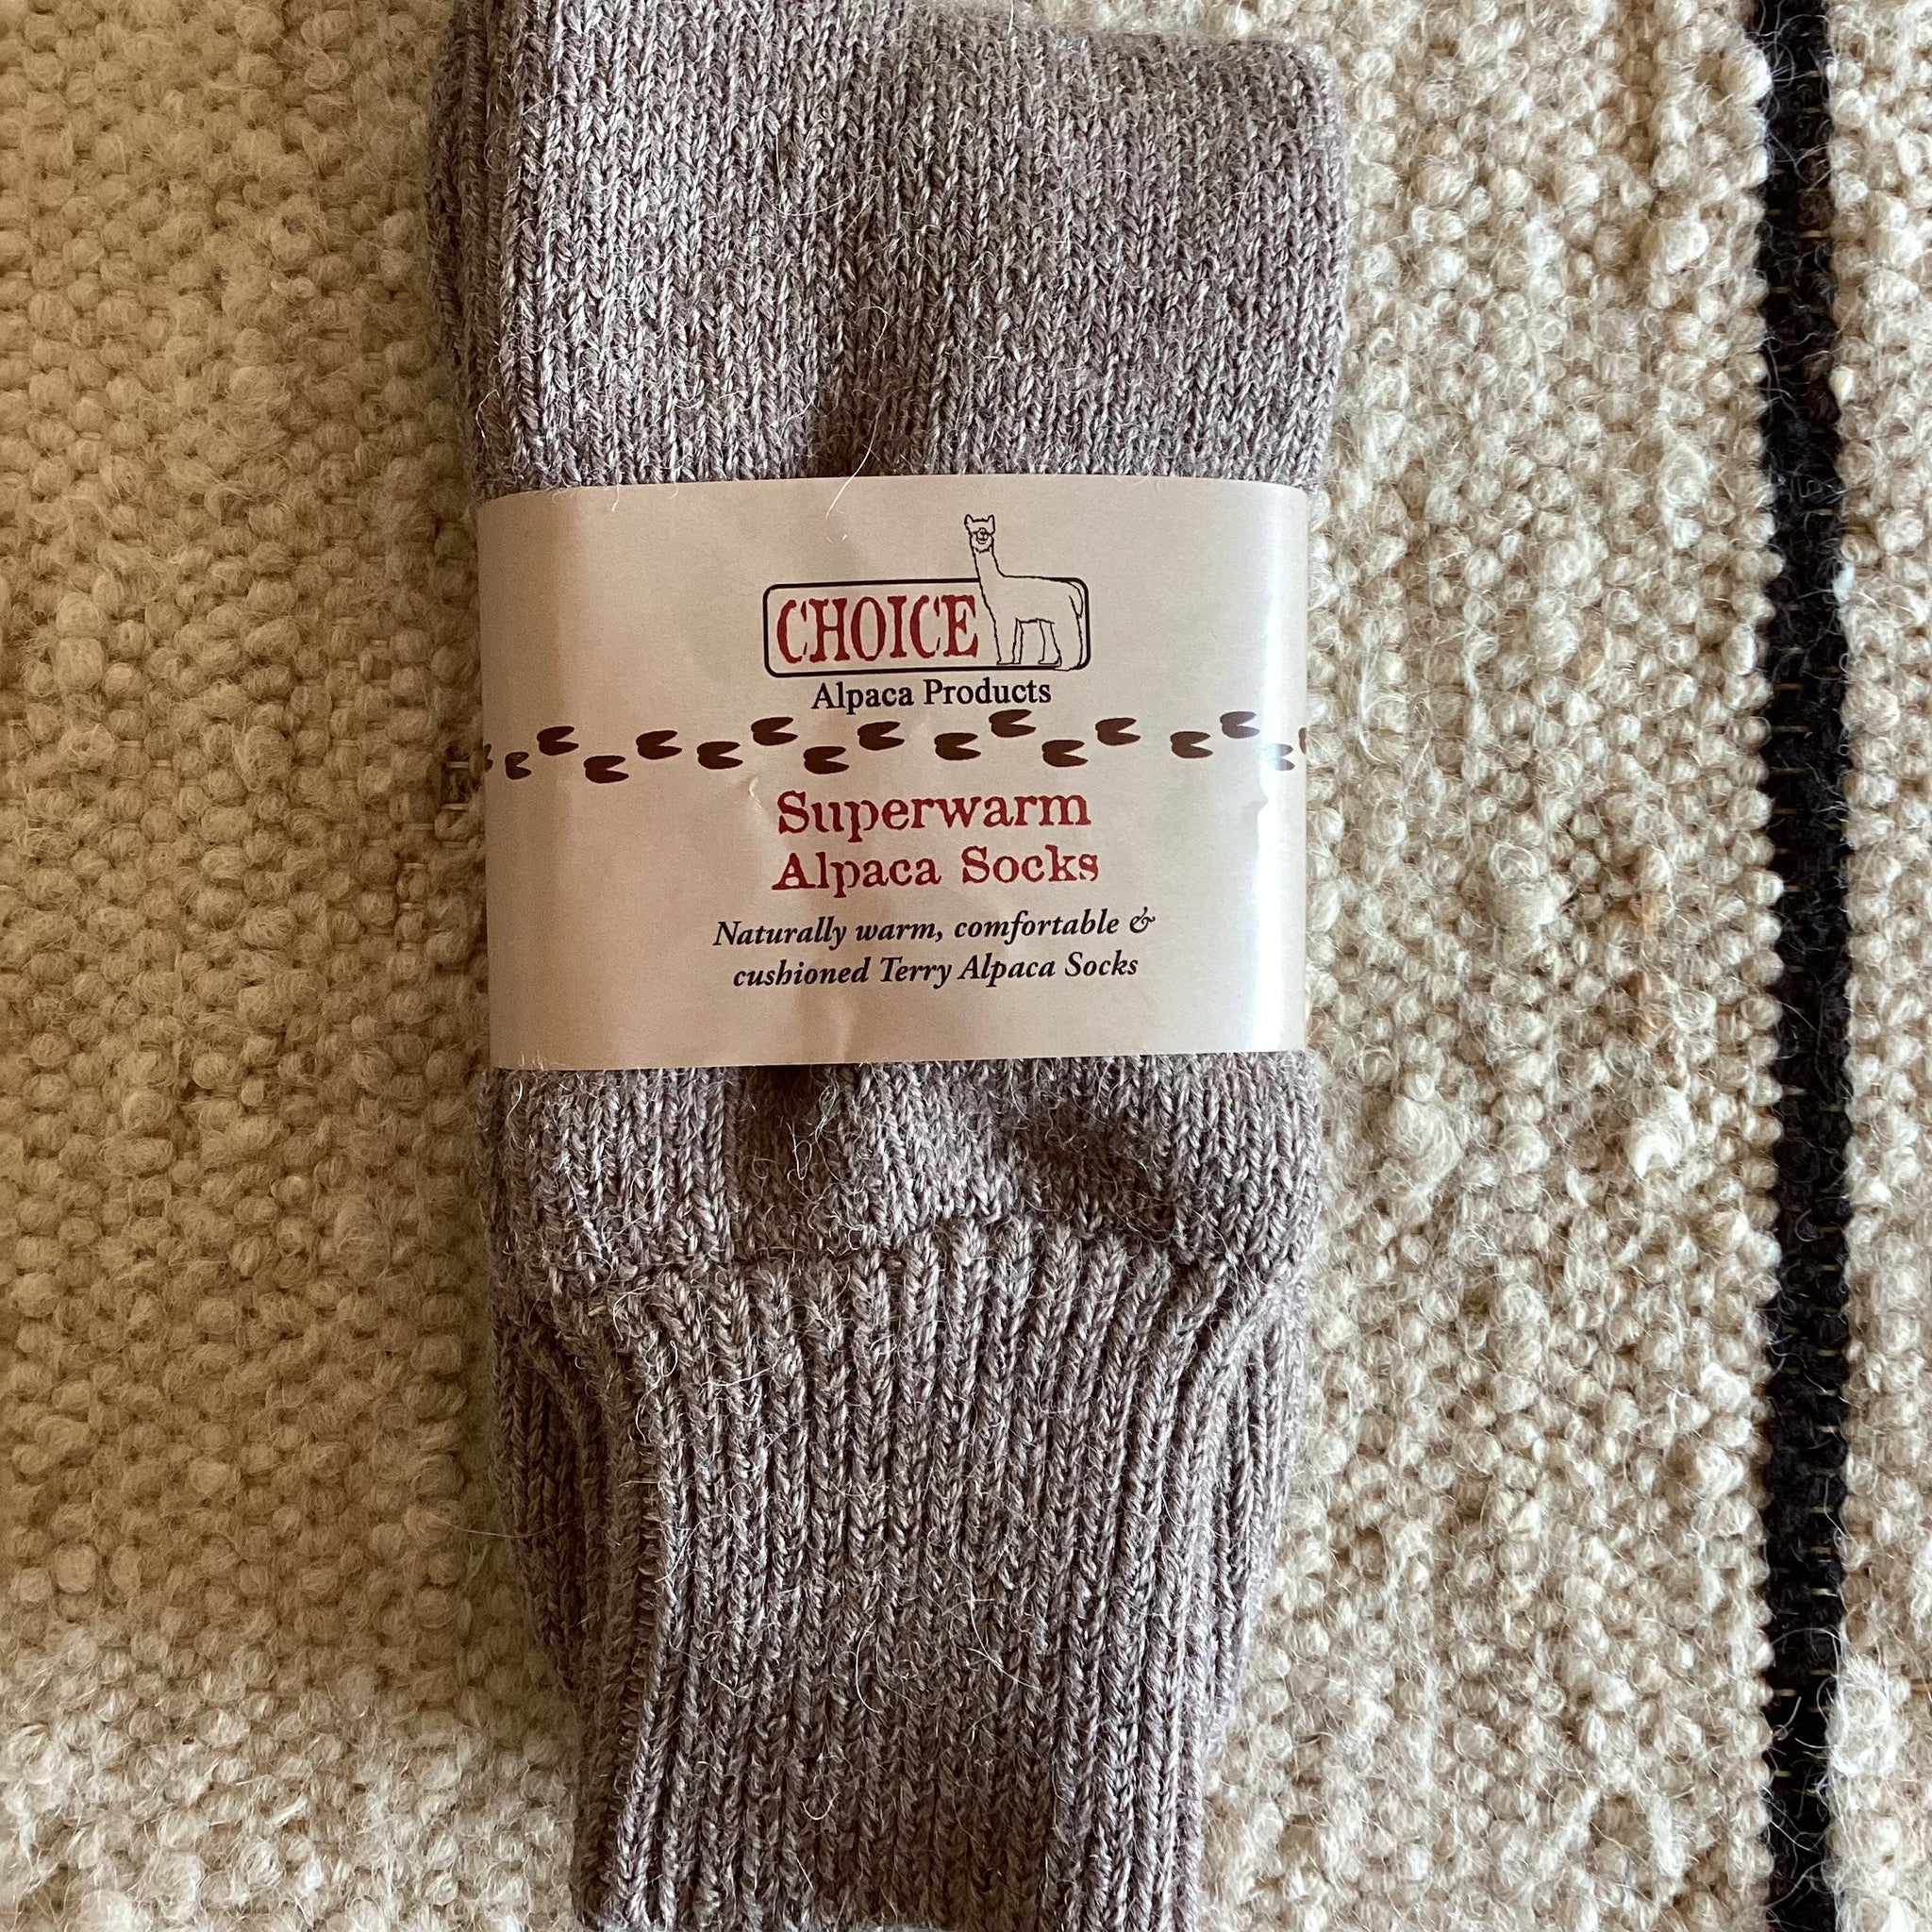 CHOICE
Alpaca Products
Superwarm
Alpaca Socks
Naturally warm, comfortable &
cushioned Terry Alpaca Socks